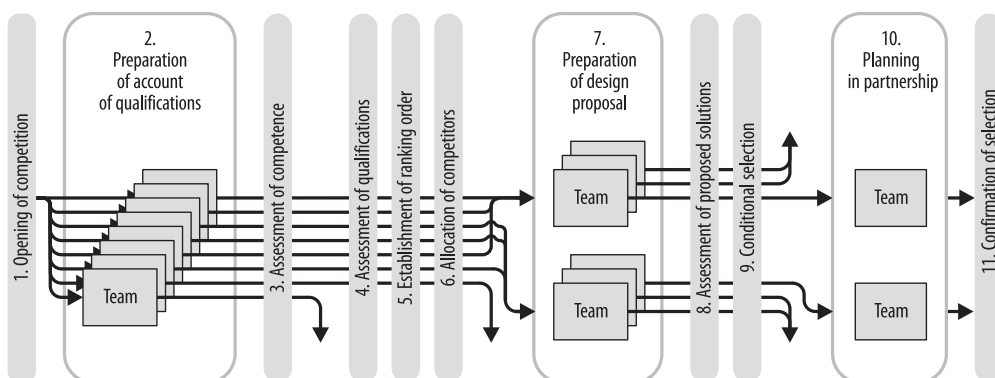 1. Opening of competition
2.
Preparation
of account
of qualifications
Team
3. Assessment of competence
4. Assessment of qualifications
5. Establishment of ranking order
6. Allocation of competitors
7.
Preparation
of design
proposal
Team
Team
8. Assessment of proposed solutions
9. Conditional selection
10.
Planning
in partnership
Team
Team
11. Confirmation of selection